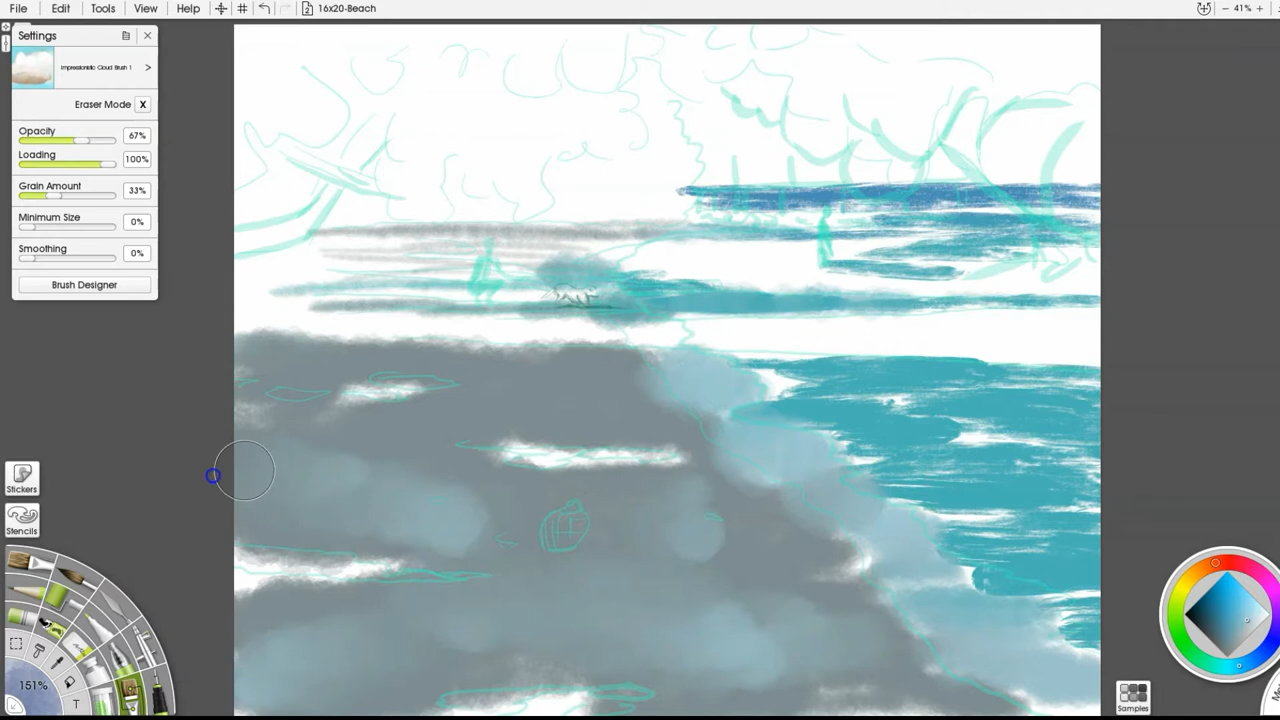 File Edit Tools View Help 16x20-Beach 41%
Settings
Impressionistic Cloud Brush 1
Eraser Mode X
Opacity 67%
Loading 100%
Grain Amount 33%
Minimum Size 0%
Smoothing 0%
Brush Designer
Stickers
Stencils
151%
T
Samples